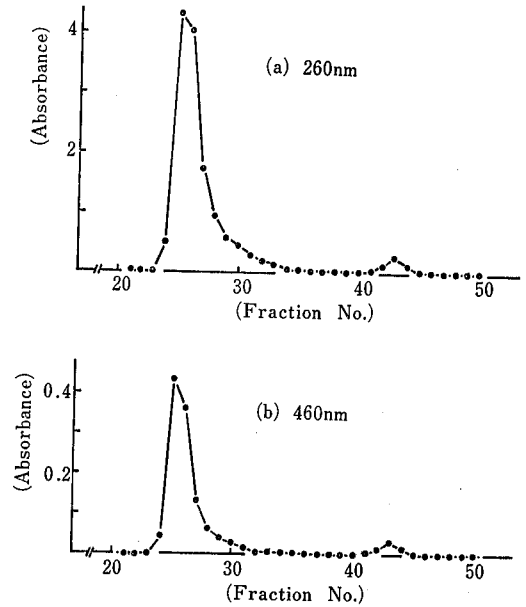 (Absorbance)
4
2
(a) 260nm
20 30 40 50
(Fraction No.)
(Absorbance)
0.4
0.2
(b) 460nm
20 30 40 50
(Fraction No.)